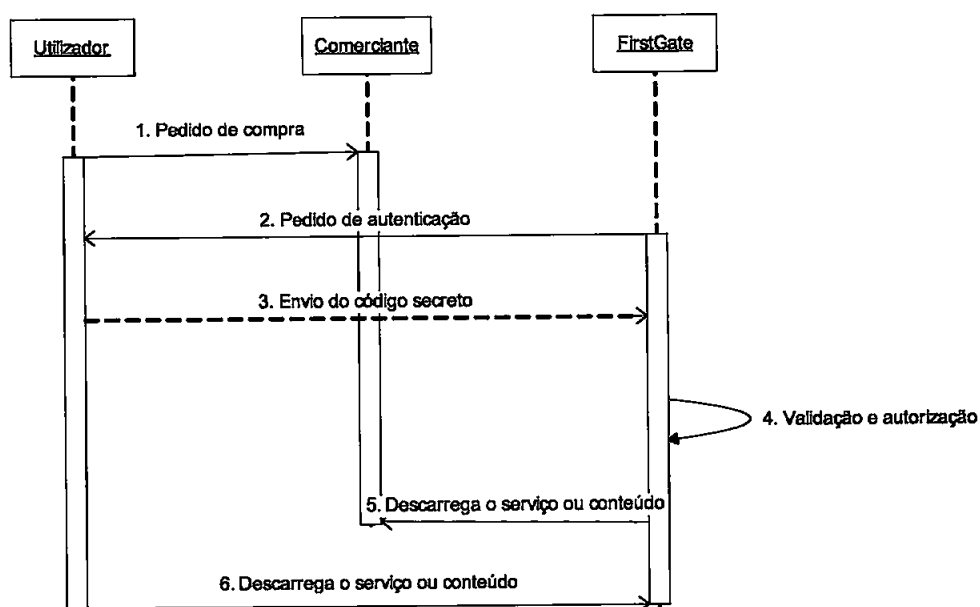 Utilizador
Comerciante
FirstGate
1. Pedido de compra
2. Pedido de autenticação
3. Envio do código secreto
4. Validação e autorização
5. Descarrega o serviço ou conteúdo
6. Descarrega o serviço ou conteúdo